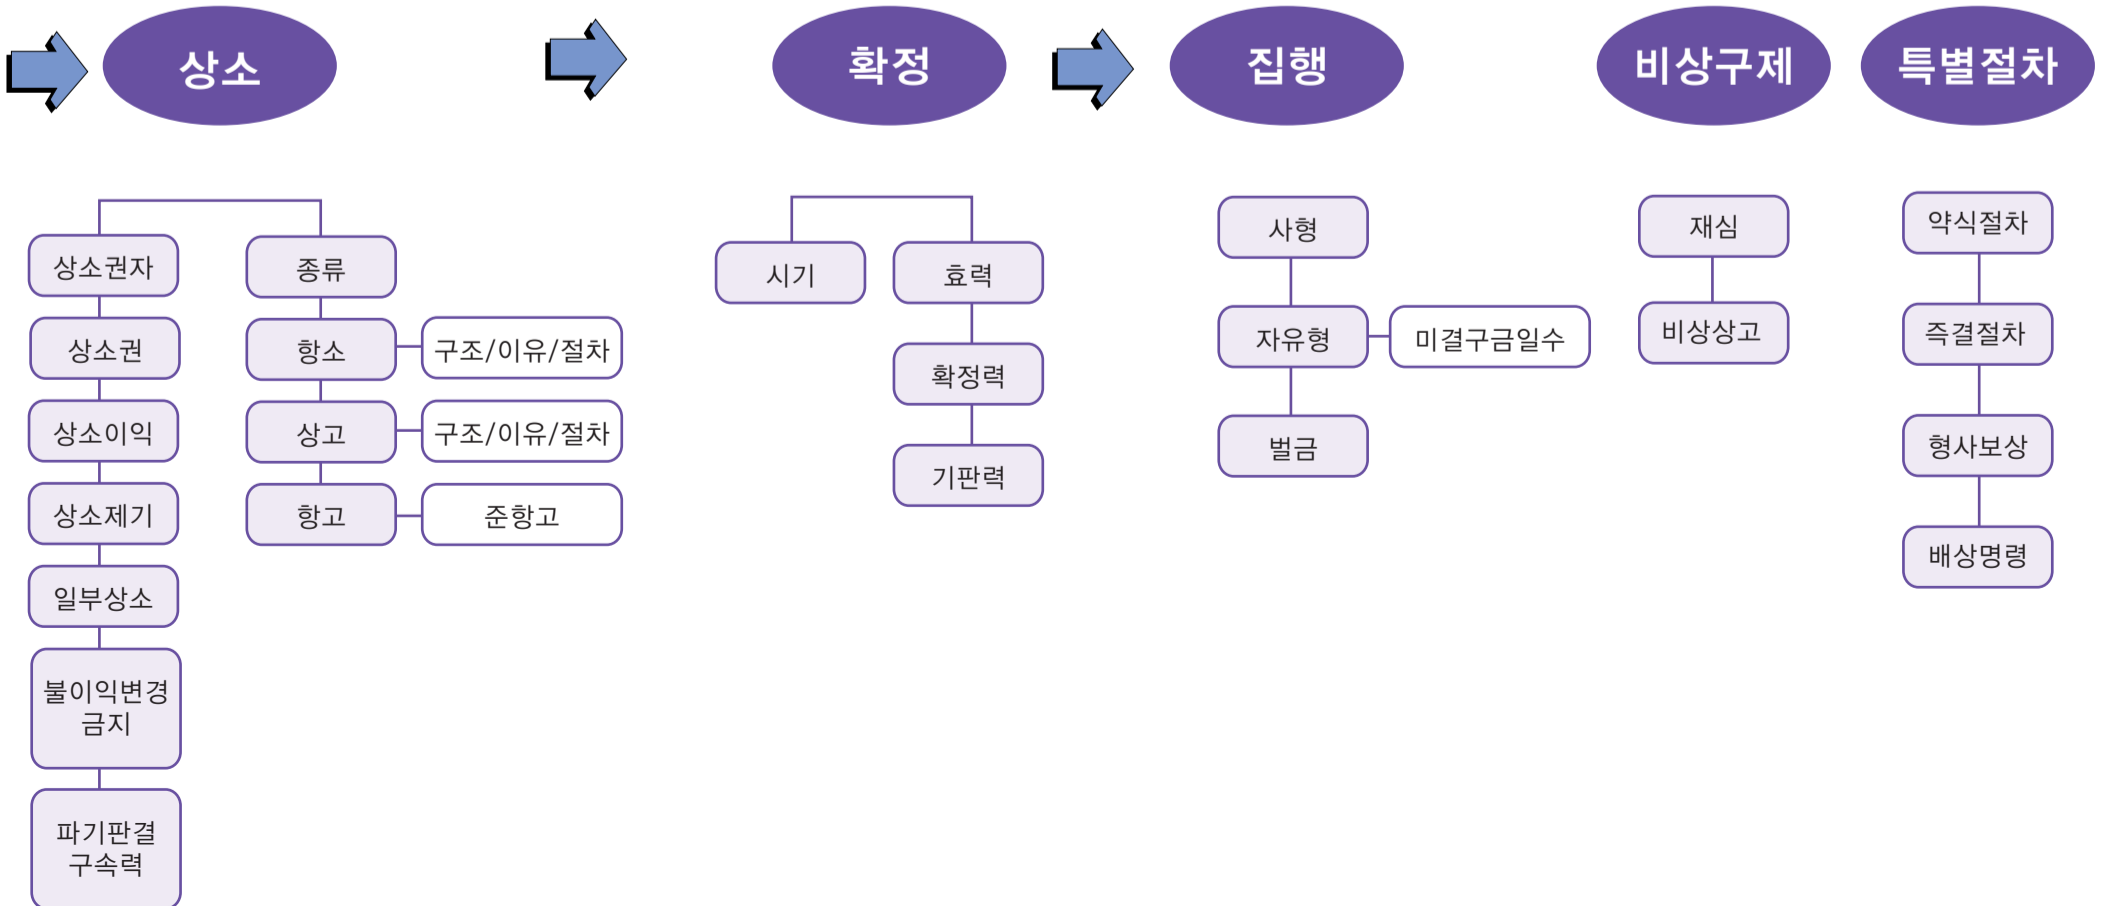 상소
확정
집행
비상구제
특별절차
상소권자
상소권
상소이익
상소제기
일부상소
불이익변경
금지
파기판결
구속력
종류
항소
구조/이유/절차
상고
구조/이유/절차
항고
준항고
시기
효력
확정력
기판력
사형
자유형
미결구금일수
벌금
재심
비상상고
약식절차
즉결절차
형사보상
배상명령